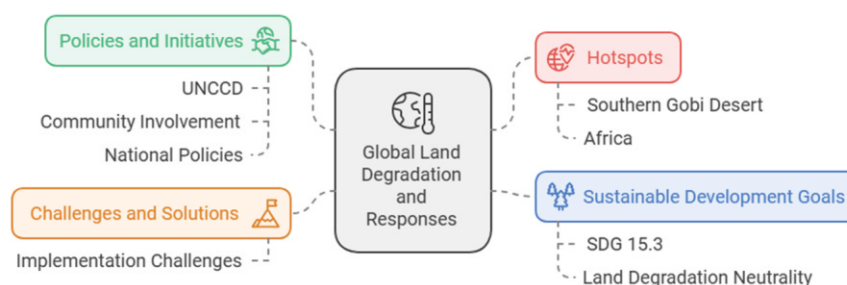 Policies and Initiatives
UNCCD
Community Involvement
National Policies
Challenges and Solutions
Implementation Challenges
Global Land
Degradation
and
Responses
Hotspots
Southern Gobi Desert
Africa
Sustainable Development Goals
SDG 15.3
Land Degradation Neutrality